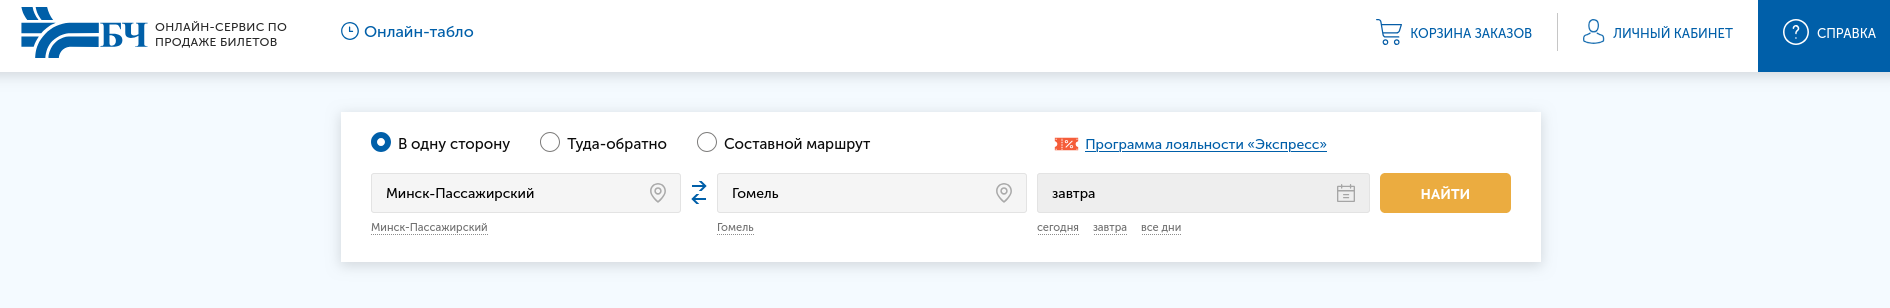 БЧ
ОНЛАЙН-СЕРВИС ПО
ПРОДАЖЕ БИЛЕТОВ
Онлайн-табло
КОРЗИНА ЗАКАЗОВ
ЛИЧНЫЙ КАБИНЕТ
? СПРАВКА
В одну сторону
Туда-обратно
Составной маршрут
% Программа лояльности «Экспресс»
Минск-Пассажирский
Гомель
завтра
НАЙТИ
Минск-Пассажирский
Гомель
сегодня завтра все дни